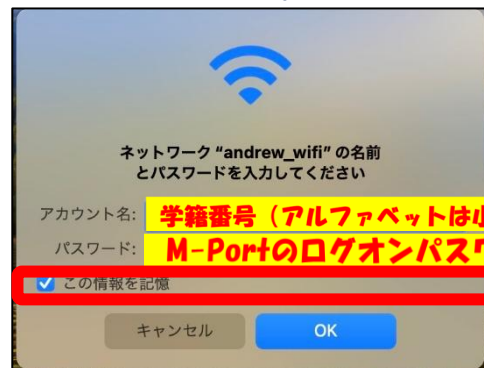 ネットワーク “andrew_wifi” の名前
とパスワードを入力してください
アカウント名: 学籍番号（アルファベットは
パスワード: M-Portのログオンパス
この情報を記憶
キャンセル OK